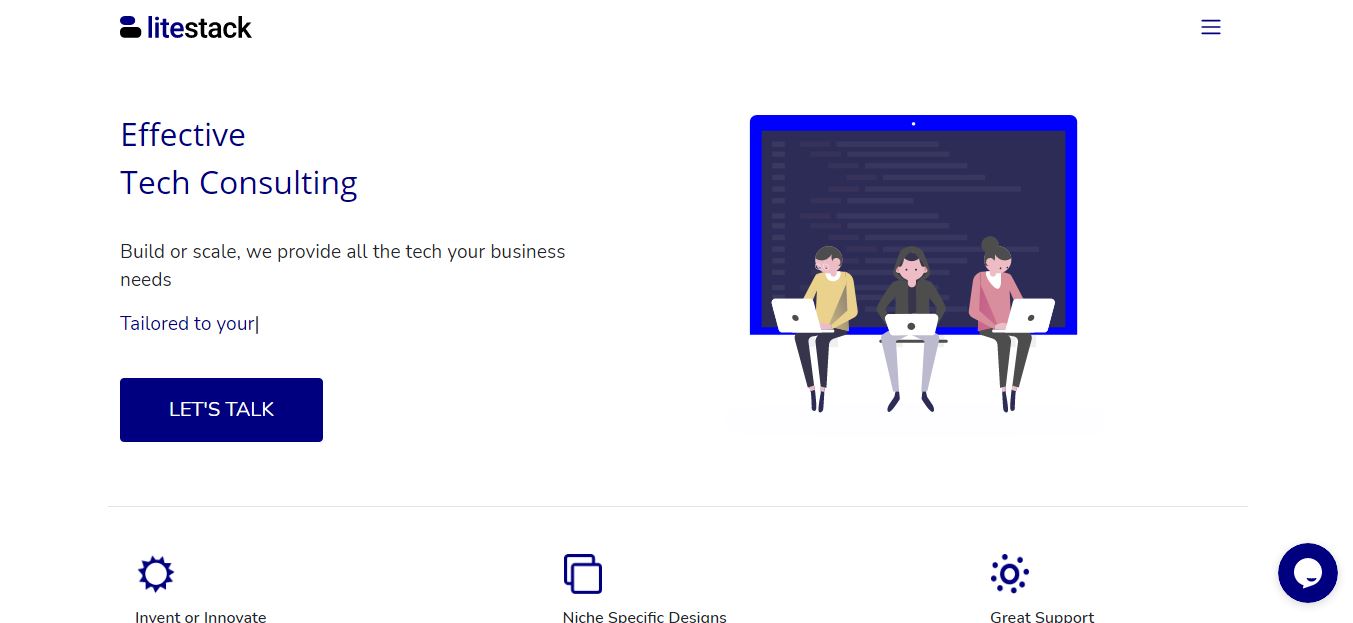 litestack
Effective
Tech Consulting
Build or scale, we provide all the tech your business
needs
Tailored to your|
LET'S TALK
Invent or Innovate
Niche Specific Designs
Great Support